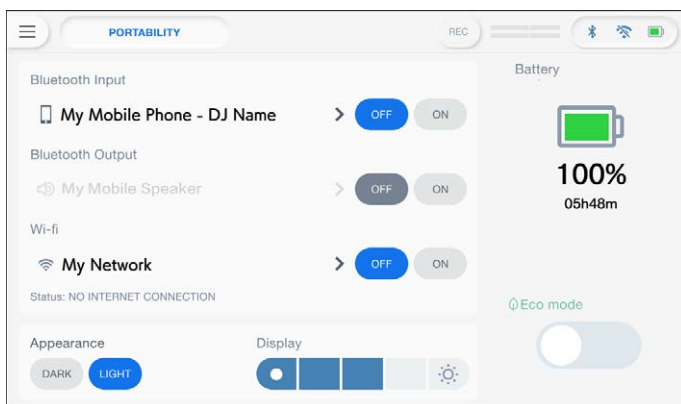 PORTABILITY
REC
Bluetooth Input
My Mobile Phone - DJ Name
OFF
ON
Bluetooth Output
My Mobile Speaker
OFF
ON
Wi-fi
My Network
OFF
ON
Status: NO INTERNET CONNECTION
Appearance
DARK
LIGHT
Display
Battery
100%
05h48m
Eco mode